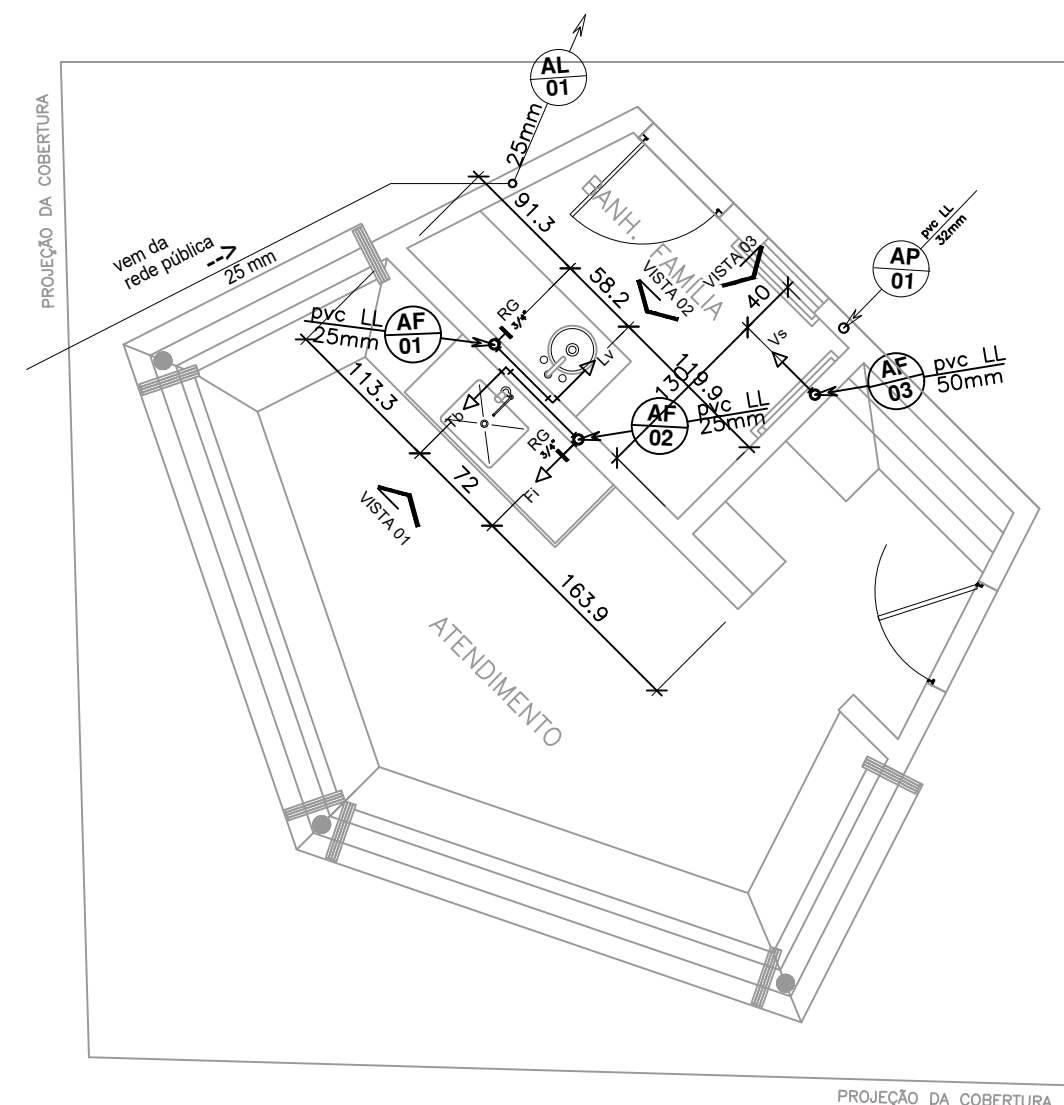 AL
01
25mm
PROJEÇÃO DA COBERTURA
vem da
rede pública
25 mm
91.3
BANH. FAMÍLIA
VISTA 03
VISTA 02
58.2
40
pvc LL
32mm
AP
01
RG
3/4"
pvc LL
25mm
AF
01
Lv
Vs
119.9
130
AF
03
pvc LL
50mm
113.3
Tb
AF
02
pvc LL
25mm
RG
3/4"
72
Fi
VISTA 01
163.9
ATENDIMENTO
PROJEÇÃO DA COBERTURA